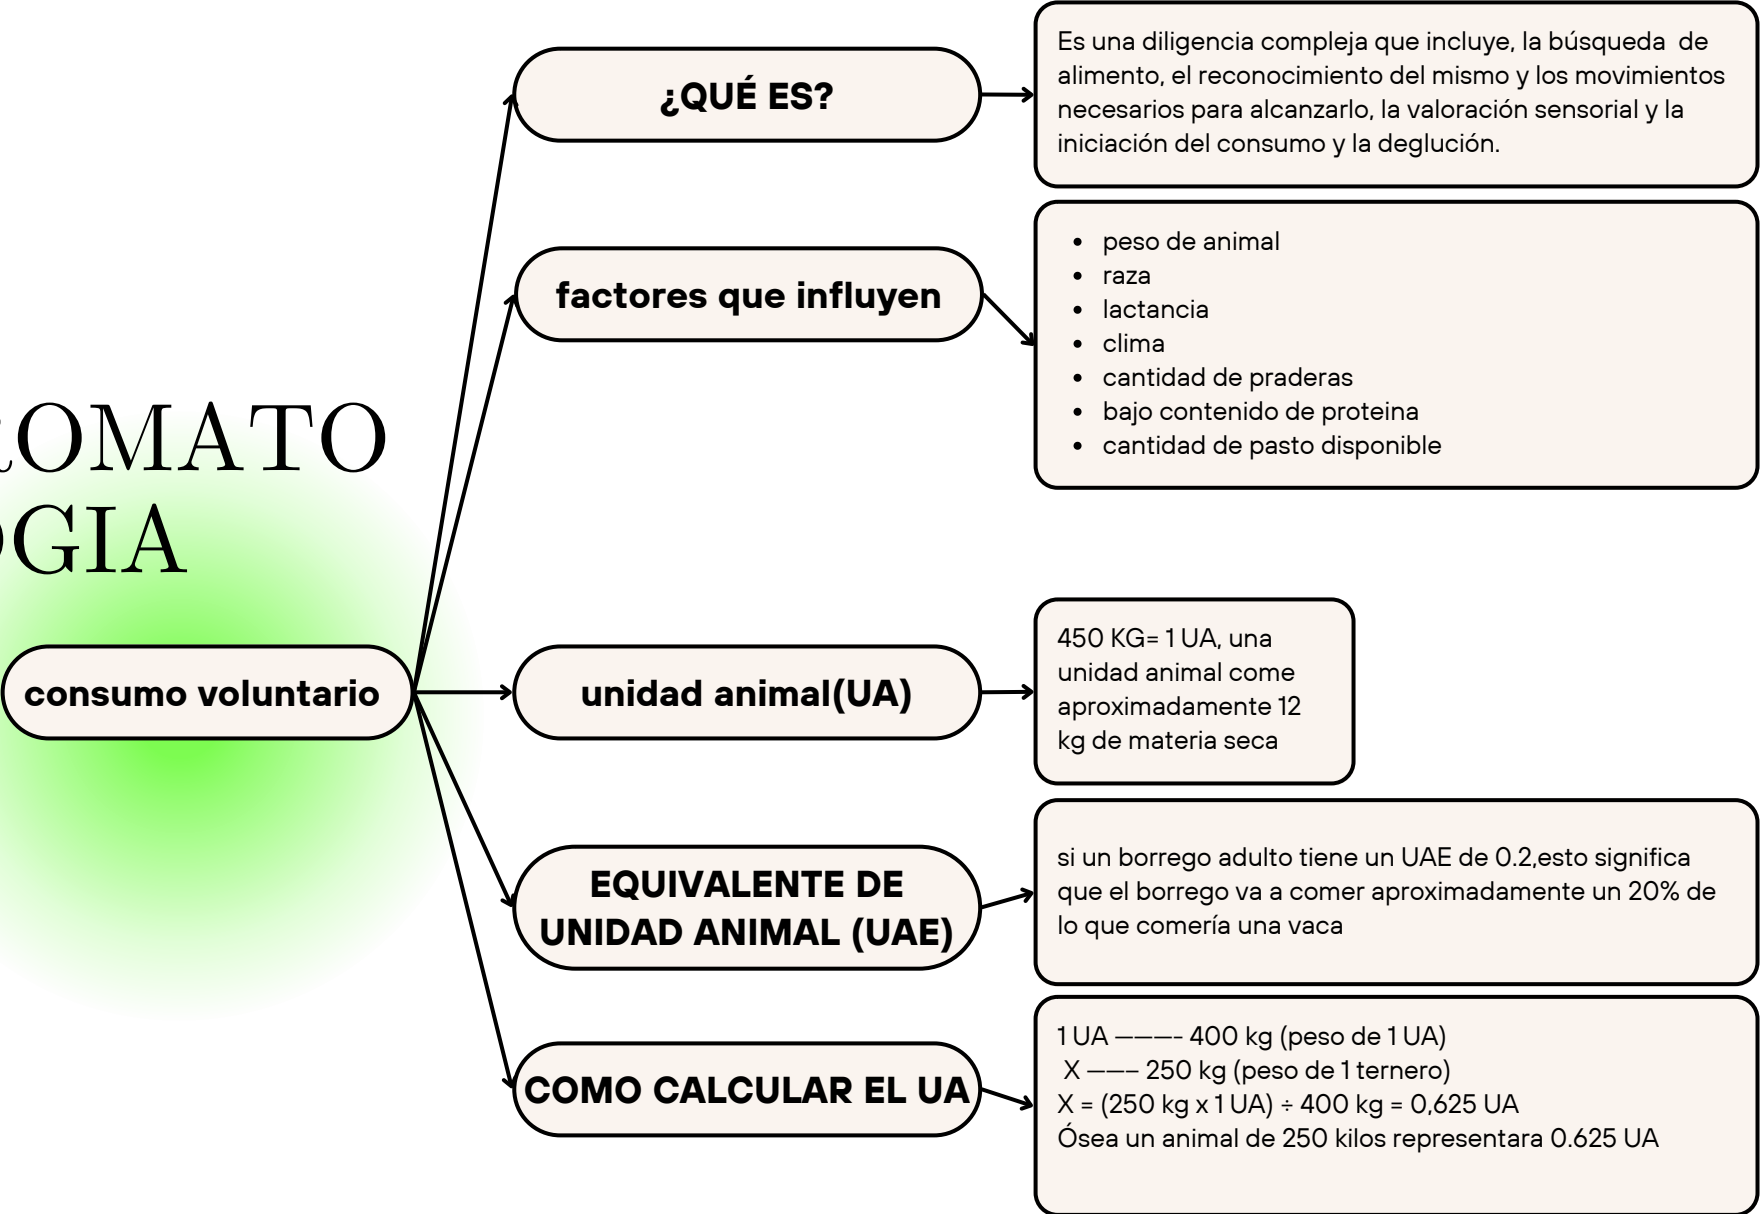 ROMATO
OGIA
consumo voluntario
¿QUÉ ES?
Es una diligencia compleja que incluye, la búsqueda  de
alimento, el reconocimiento del mismo y los movimientos
necesarios para alcanzarlo, la valoración sensorial y la
iniciación del consumo y la deglución.
factores que influyen
• peso de animal
• raza
• lactancia
• clima
• cantidad de praderas
• bajo contenido de proteina
• cantidad de pasto disponible
unidad animal(UA)
450 KG= 1 UA, una
unidad animal come
aproximadamente 12
kg de materia seca
EQUIVALENTE DE
UNIDAD ANIMAL (UAE)
si un borrego adulto tiene un UAE de 0.2,esto significa
que el borrego va a comer aproximadamente un 20% de
lo que comería una vaca
COMO CALCULAR EL UA
1 UA ———- 400 kg (peso de 1 UA)
X ——– 250 kg (peso de 1 ternero)
X = (250 kg x 1 UA) ÷ 400 kg = 0,625 UA
Ósea un animal de 250 kilos representara 0.625 UA